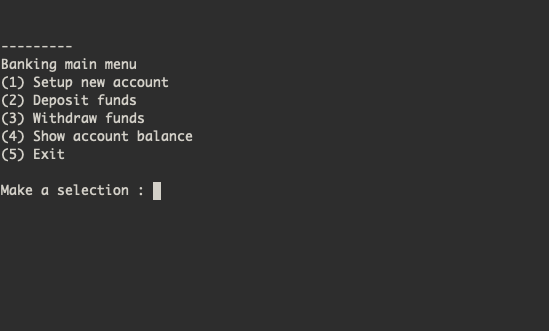 ---------
Banking main menu
(1) Setup new account
(2) Deposit funds
(3) Withdraw funds
(4) Show account balance
(5) Exit
Make a selection :